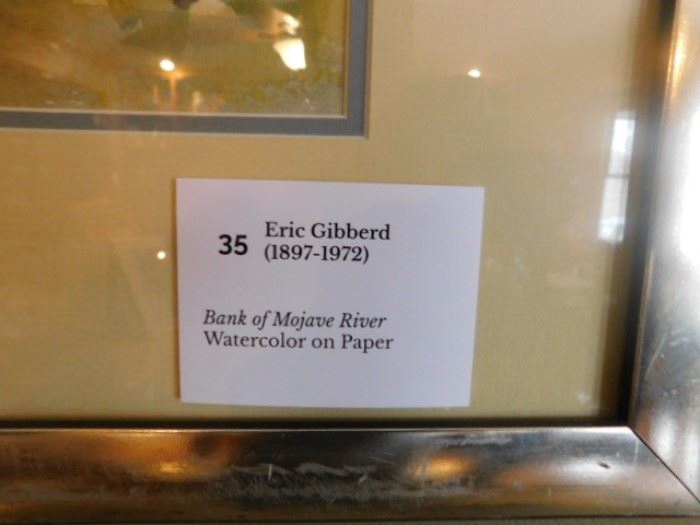 35 Eric Gibberd
(1897-1972)
Bank of Mojave River
Watercolor on Paper